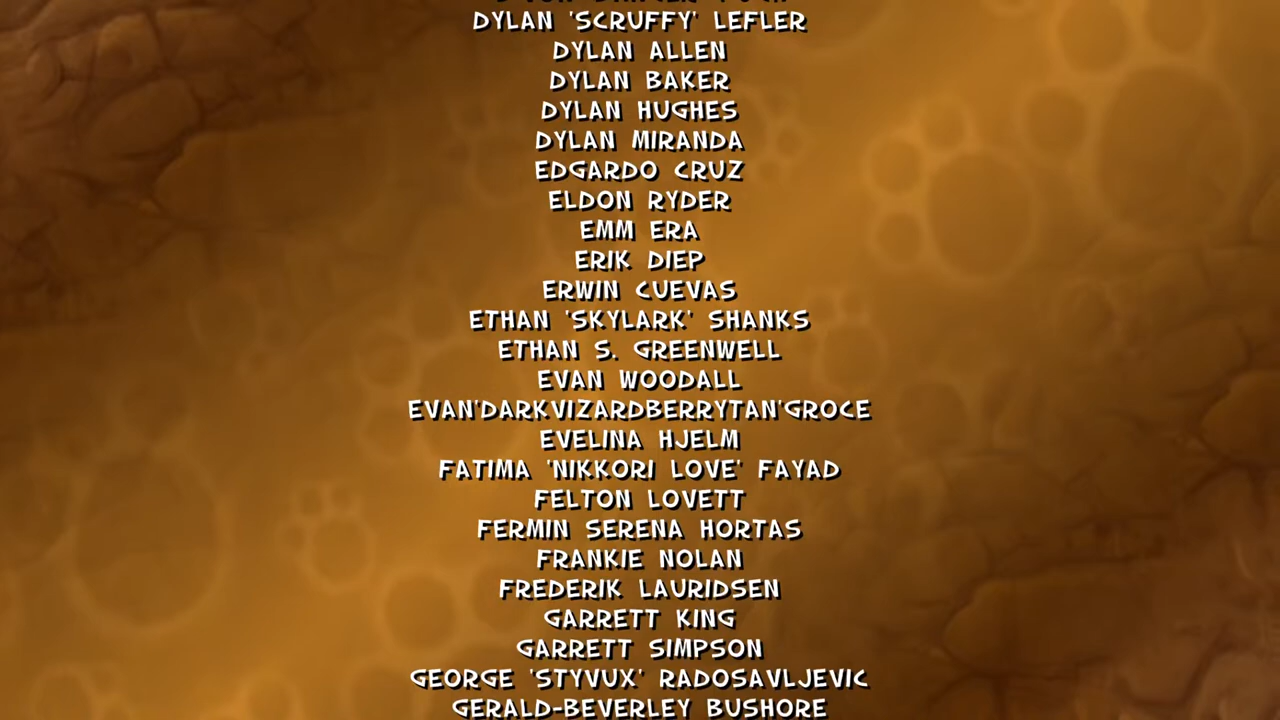 DYLAN 'SCRUFFY' LEFLER
DYLAN ALLEN
DYLAN BAKER
DYLAN HUGHES
DYLAN MIRANDA
EDGARDO CRUZ
ELDON RYDER
EMM ERA
ERIK DIEP
ERWIN CUEVAS
ETHAN 'SKYLARK' SHANKS
ETHAN S. GREENWELL
EVAN WOODALL
EVAN'DARKVIZARDBERRYTAN'GROCE
EVELINA HJELM
FATIMA 'NIKKORI LOVE' FAYAD
FELTON LOVETT
FERMIN SERENA HORTAS
FRANKIE NOLAN
FREDERIK LAURIDSEN
GARRETT KING
GARRETT SIMPSON
GEORGE 'STYVUX' RADOSAVLJEVIC
GERALD-BEVERLEY BUSHORE